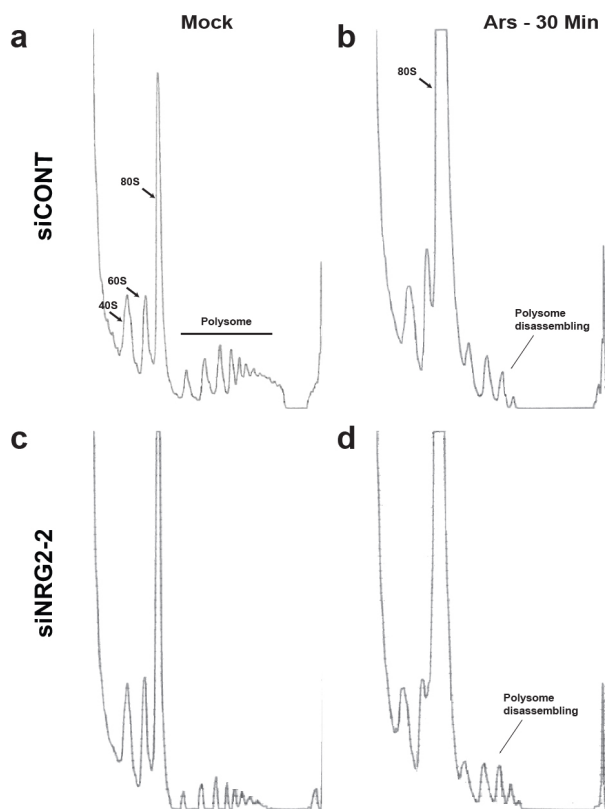 Mock
Ars - 30 Min
a
b
siCONT
80S
60S
40S
Polysome
80S
Polysome
disassembling
c
d
siNRG2-2
Polysome
disassembling